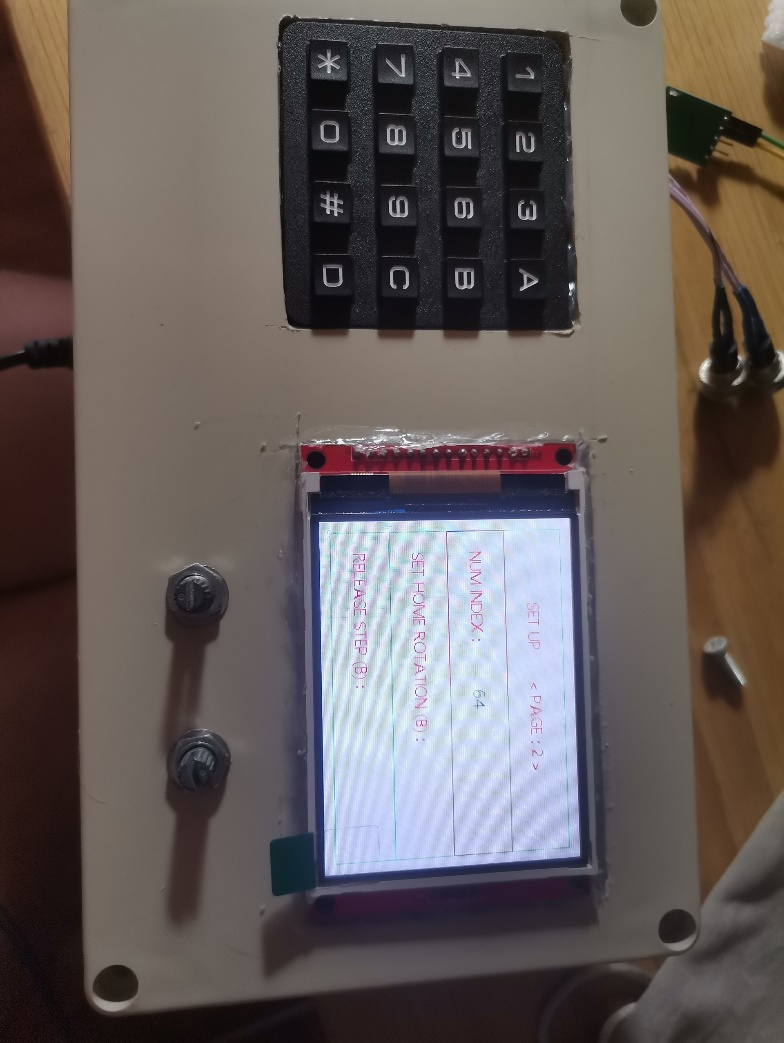 1 2 3 A
4 5 6 B
7 8 9 C
* 0 # D
SET UP < PAGE : 2 >
NUM INDEX : 64
SET HOME ROTATION (B) :
RELEASE STEP (B) :